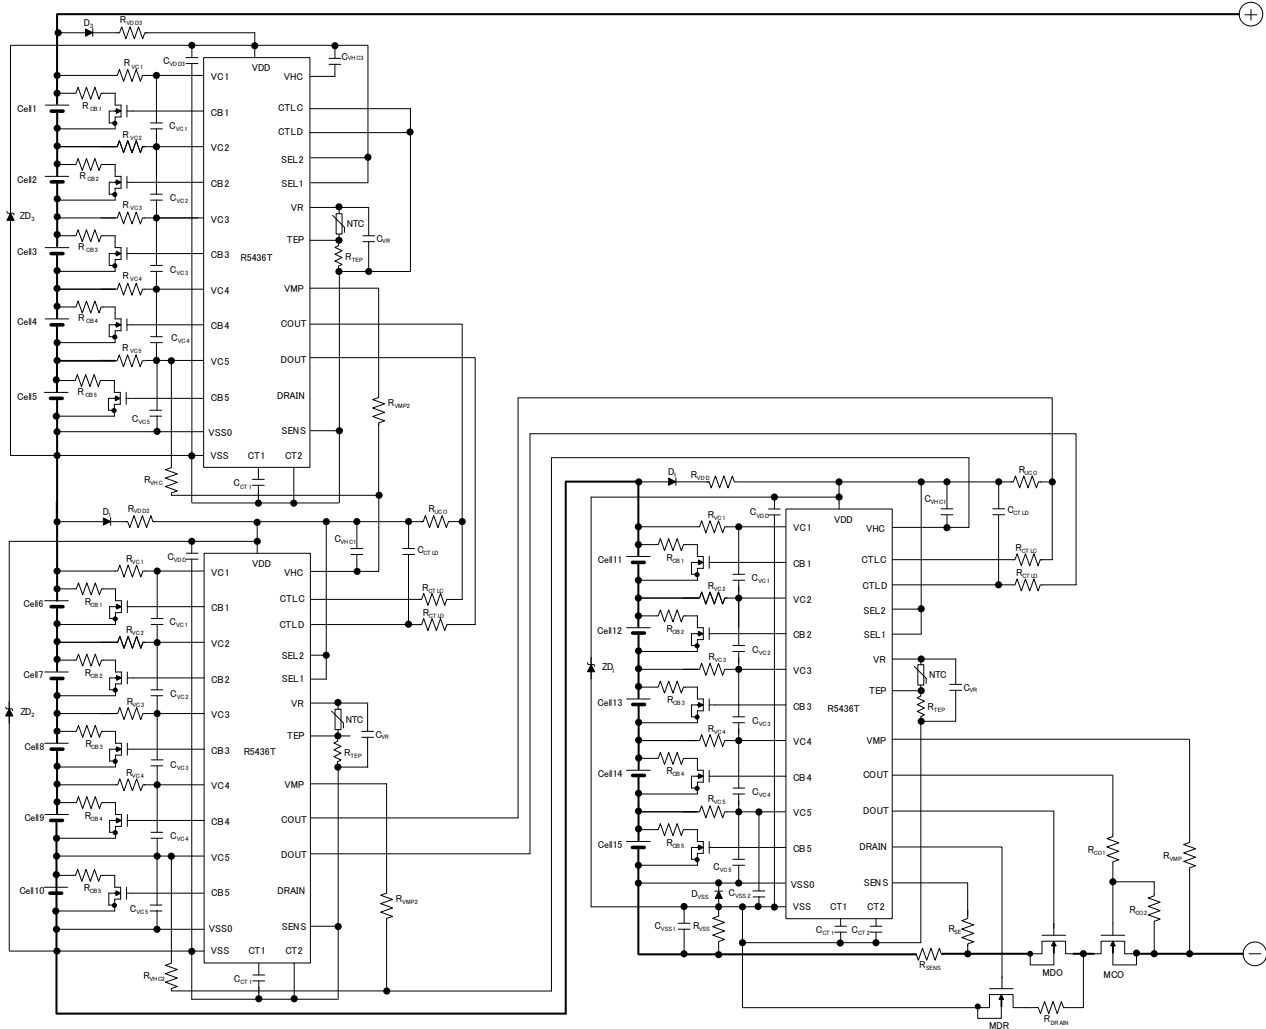 +
D3
RVDD3
CVDD3
CVHC3
VDD
VHC
RVC1
VC1
Cell1
RCB1
CB1
CTLC
CVC1
CTLD
RVC2
VC2
SEL2
Cell2
RCB2
CB2
SEL1
CVC2
RVC3
VC3
VR
ZD3
NTC
Cell3
RCB3
CB3
R5436T
TEP
RTEP
CVR
CVC3
RVC4
VC4
VMP
Cell4
RCB4
CB4
COUT
CVC4
RVC5
VC5
DOUT
Cell5
RCB5
CB5
DRAIN
RVMP2
CVC5
VSS0
SENS
VSS
CT1
CT2
RVHC
CCT1
RVDD2
RUCO
CVDD
CVHC1
CCTLD
VDD
VHC
RVC1
VC1
Cell6
RCB1
CB1
CTLC
RCTLC
CVC1
CTLD
RCTLD
RVC2
VC2
SEL2
Cell7
RCB2
CB2
SEL1
CVC2
RVC3
VC3
VR
ZD2
NTC
Cell8
RCB3
CB3
R5436T
TEP
RTEP
CVR
CVC3
RVC4
VC4
VMP
Cell9
RCB4
CB4
COUT
CVC4
VC5
DOUT
Cell10
RCB5
CB5
DRAIN
RVMP2
CVC5
VSS0
SENS
VSS
CT1
CT2
RVHC2
CCT1
RVDD
RUCO
CVDD
CVHC1
CCTLD
VDD
VHC
RVC1
VC1
Cell11
RCB1
CB1
CTLC
RCTLC
CVC1
CTLD
RCTLD
RVC2
VC2
SEL2
Cell12
RCB2
CB2
SEL1
CVC2
RVC3
VC3
VR
ZD1
NTC
Cell13
RCB3
CB3
R5436T
TEP
RTEP
CVR
CVC3
RVC4
VC4
VMP
Cell14
RCB4
CB4
COUT
CVC4
RVC5
VC5
DOUT
Cell15
RCB5
CB5
DRAIN
RCO1
RVMP
CVC5
VSS0
SENS
DVSS
CVSS2
VSS
CT1
CT2
RCO2
CVSS1
RVSS
CCT1
CCT2
RSE
RSENS
MDO
MCO
−
MDR
RDRAIN